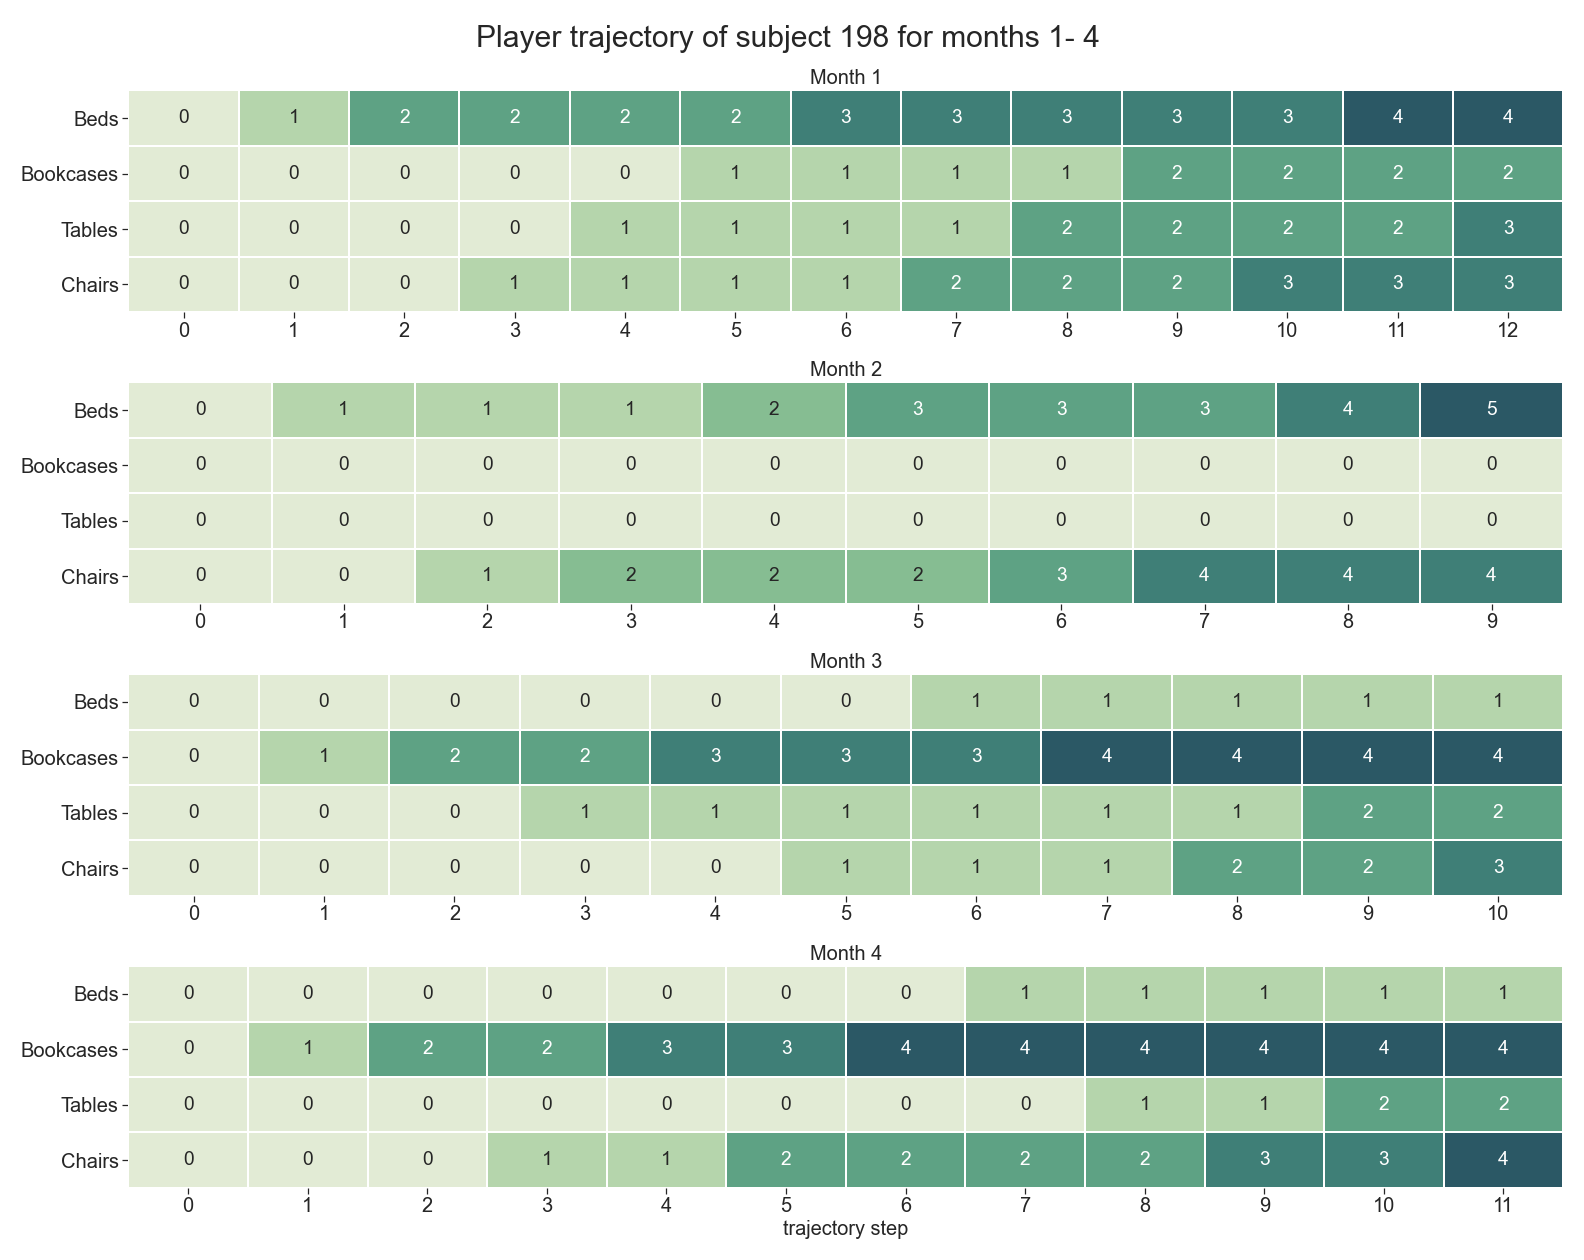 Player trajectory of subject 198 for months 1- 4
Month 1
Beds 0 1 2 2 2 2 3 3 3 3 3 4 4
Bookcases 0 0 0 0 0 1 1 1 1 2 2 2 2
Tables 0 0 0 0 1 1 1 1 2 2 2 2 3
Chairs 0 0 0 1 1 1 1 2 2 2 3 3 3
0 1 2 3 4 5 6 7 8 9 10 11 12
Month 2
Beds 0 1 1 1 2 3 3 3 4 5
Bookcases 0 0 0 0 0 0 0 0 0 0
Tables 0 0 0 0 0 0 0 0 0 0
Chairs 0 0 1 2 2 2 3 4 4 4
0 1 2 3 4 5 6 7 8 9
Month 3
Beds 0 0 0 0 0 0 1 1 1 1 1
Bookcases 0 1 2 2 3 3 3 4 4 4 4
Tables 0 0 0 1 1 1 1 1 1 2 2
Chairs 0 0 0 0 0 1 1 1 2 2 3
0 1 2 3 4 5 6 7 8 9 10
Month 4
Beds 0 0 0 0 0 0 0 1 1 1 1 1
Bookcases 0 1 2 2 3 3 4 4 4 4 4 4
Tables 0 0 0 0 0 0 0 0 1 1 2 2
Chairs 0 0 0 1 1 2 2 2 2 3 3 4
0 1 2 3 4 5 6 7 8 9 10 11
trajectory step